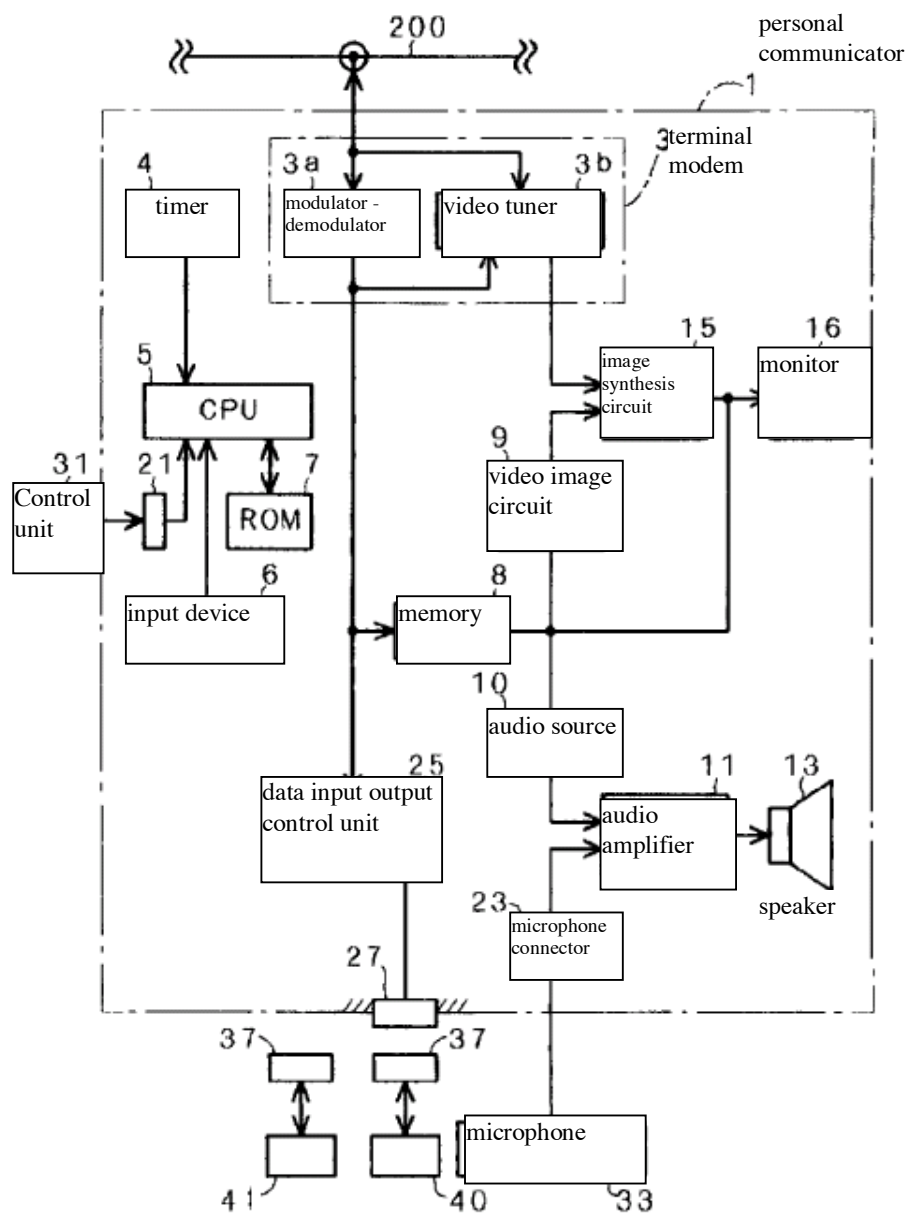 200
personal
communicator
1
3 terminal
modem
4
timer
3a
modulator -
demodulator
3b
video tuner
15
image
synthesis
circuit
16
monitor
5
CPU
9
video image
circuit
31
Control
unit
21
7
ROM
6
input device
8
memory
10
audio source
25
data input output
control unit
11
audio
amplifier
13
speaker
23
microphone
connector
27
37
37
microphone
41
40
33